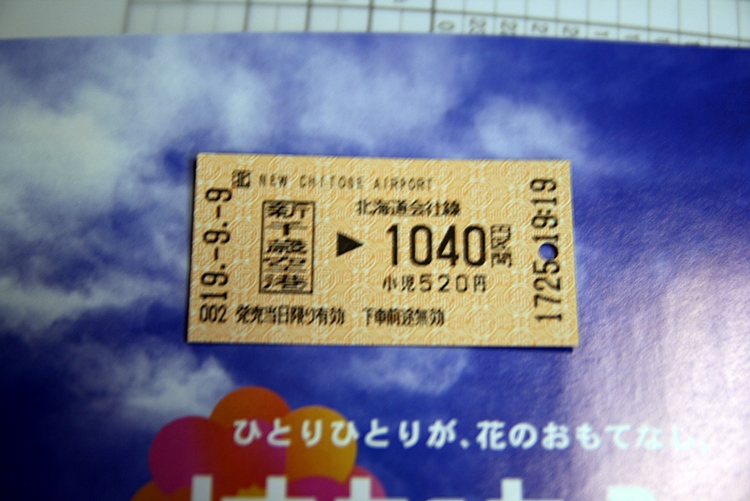 北 NEW CHITOSE AIRPORT
北海道会社線
新千歳空港
▶
1040円区間
小児520円
002 発売当日限り有効 下車前途無効
19.-9.-9
1725 19:19
ひとりひとりが、花のおもてなし。